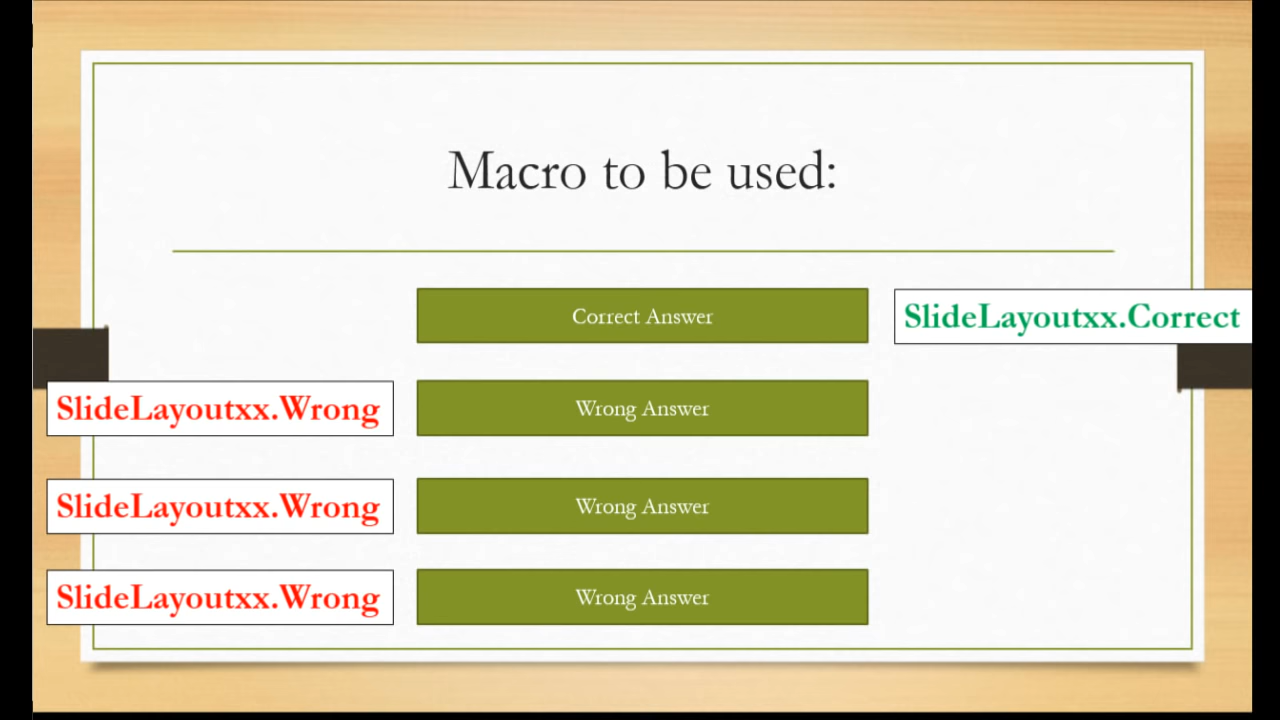 Macro to be used:
Correct Answer
SlideLayoutxx.Correct
SlideLayoutxx.Wrong
Wrong Answer
SlideLayoutxx.Wrong
Wrong Answer
SlideLayoutxx.Wrong
Wrong Answer